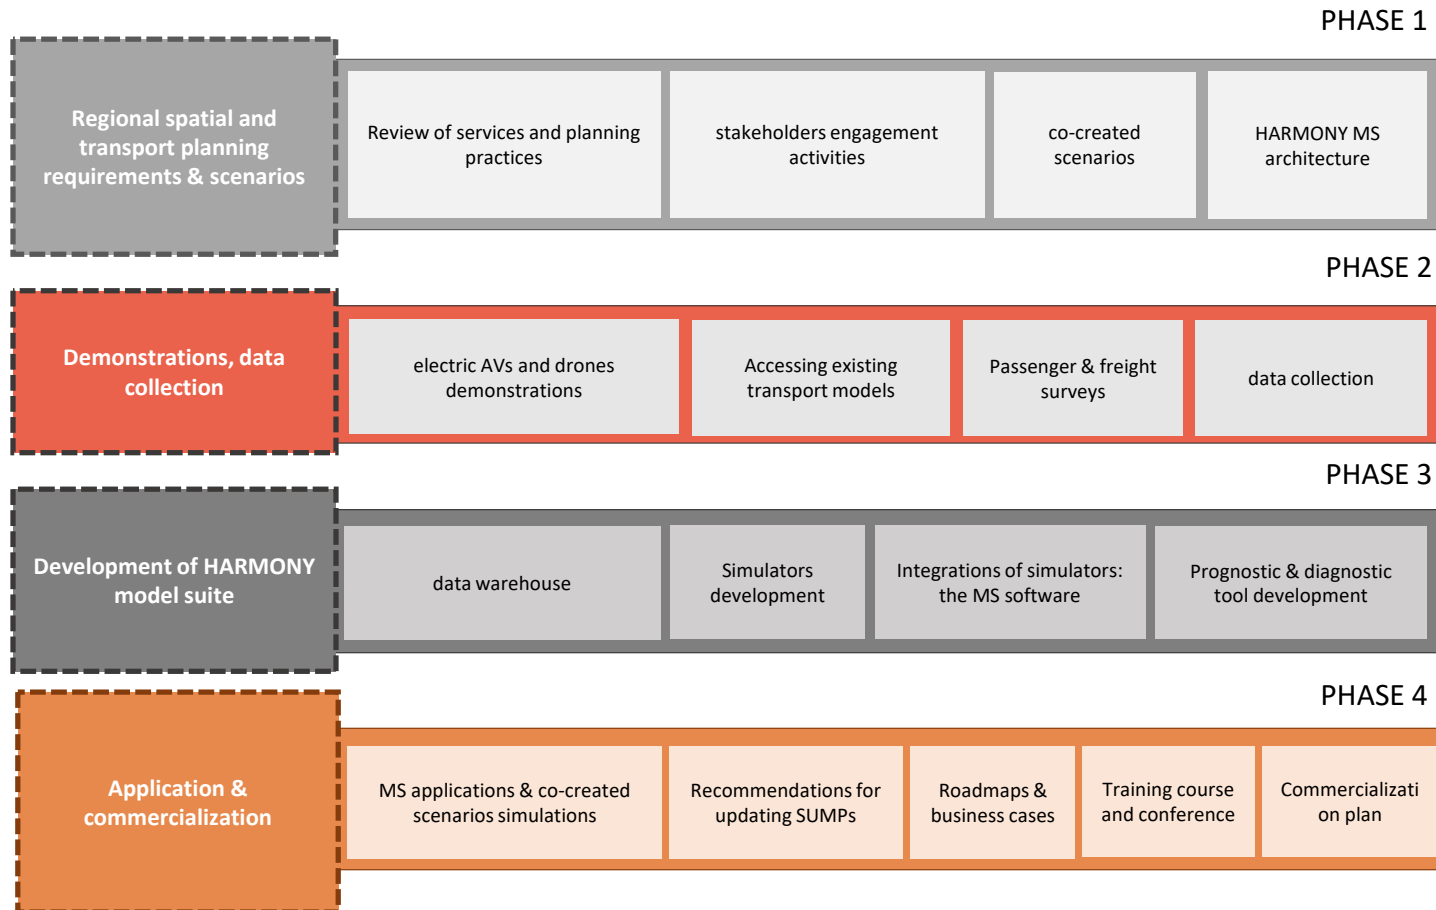 PHASE 1
Regional spatial and
transport planning
requirements & scenarios
Review of services and planning
practices
stakeholders engagement
activities
co-created
scenarios
HARMONY MS
architecture
PHASE 2
Demonstrations, data
collection
electric AVs and drones
demonstrations
Accessing existing
transport models
Passenger & freight
surveys
data collection
PHASE 3
Development of HARMONY
model suite
data warehouse
Simulators
development
Integrations of simulators:
the MS software
Prognostic & diagnostic
tool development
PHASE 4
Application &
commercialization
MS applications & co-created
scenarios simulations
Recommendations for
updating SUMPs
Roadmaps &
business cases
Training course
and conference
Commercializati
on plan